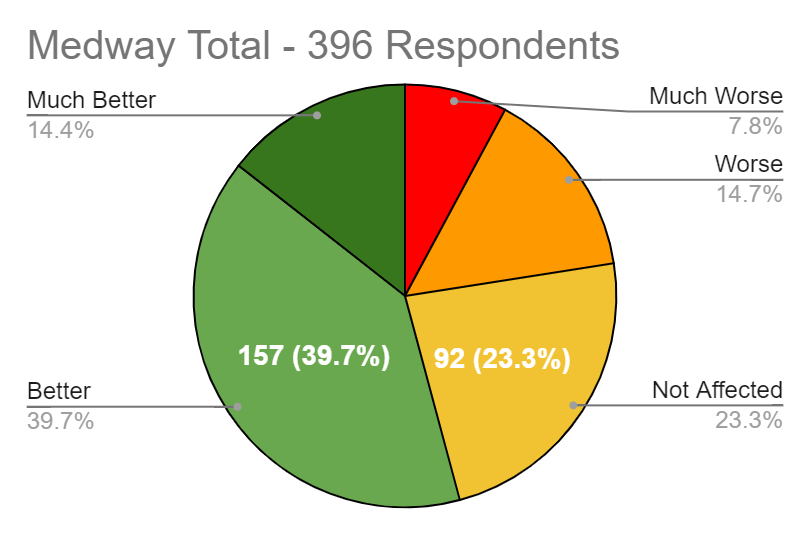 Medway Total - 396 Respondents
Much Better
14.4%
Much Worse
7.8%
Worse
14.7%
157 (39.7%)
92 (23.3%)
Better
39.7%
Not Affected
23.3%